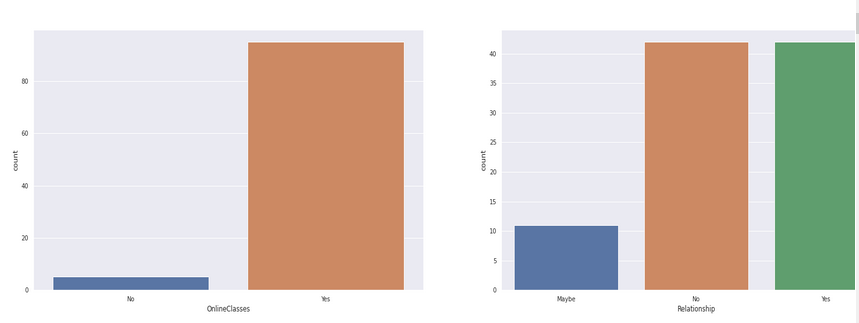 80
60
40
20
0
count
No
Yes
OnlineClasses
40
35
30
25
20
15
10
5
0
count
Maybe
No
Yes
Relationship